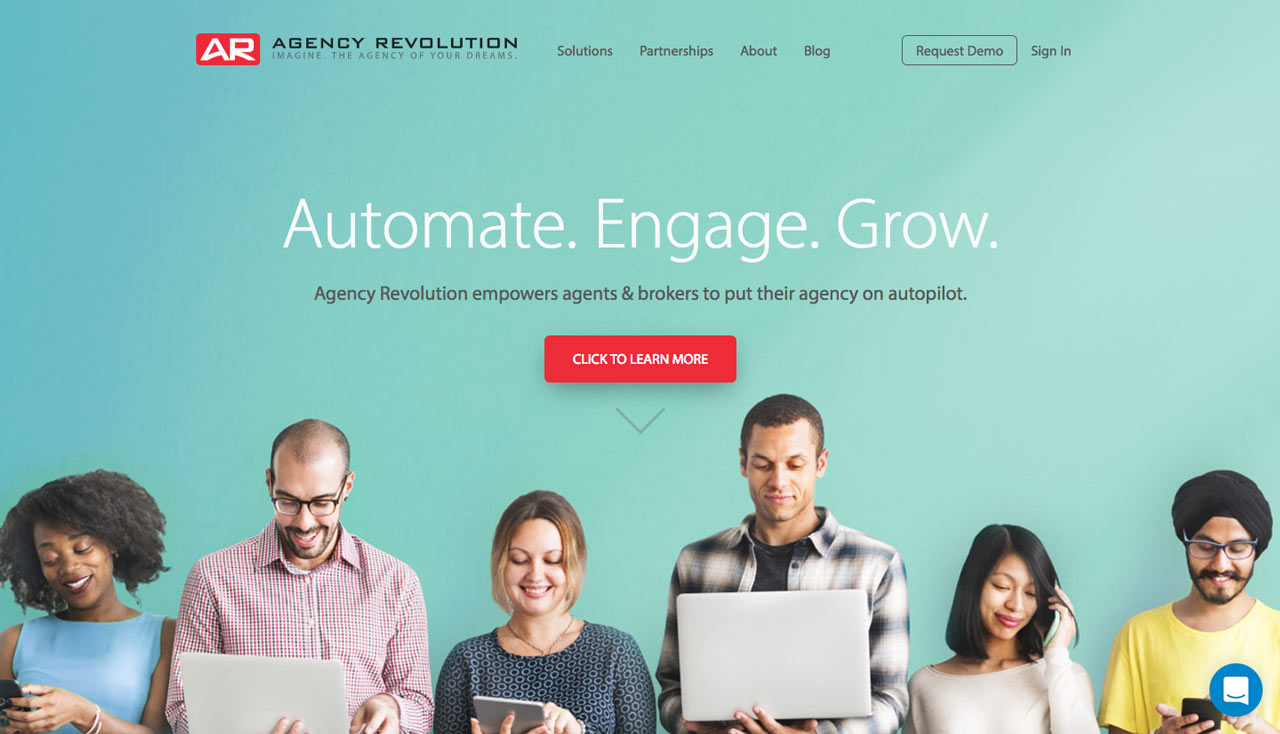 AR AGENCY REVOLUTION
IMAGINE. THE AGENCY OF YOUR DREAMS.
Solutions Partnerships About Blog Request Demo Sign In
Automate. Engage. Grow.
Agency Revolution empowers agents & brokers to put their agency on autopilot.
CLICK TO LEARN MORE